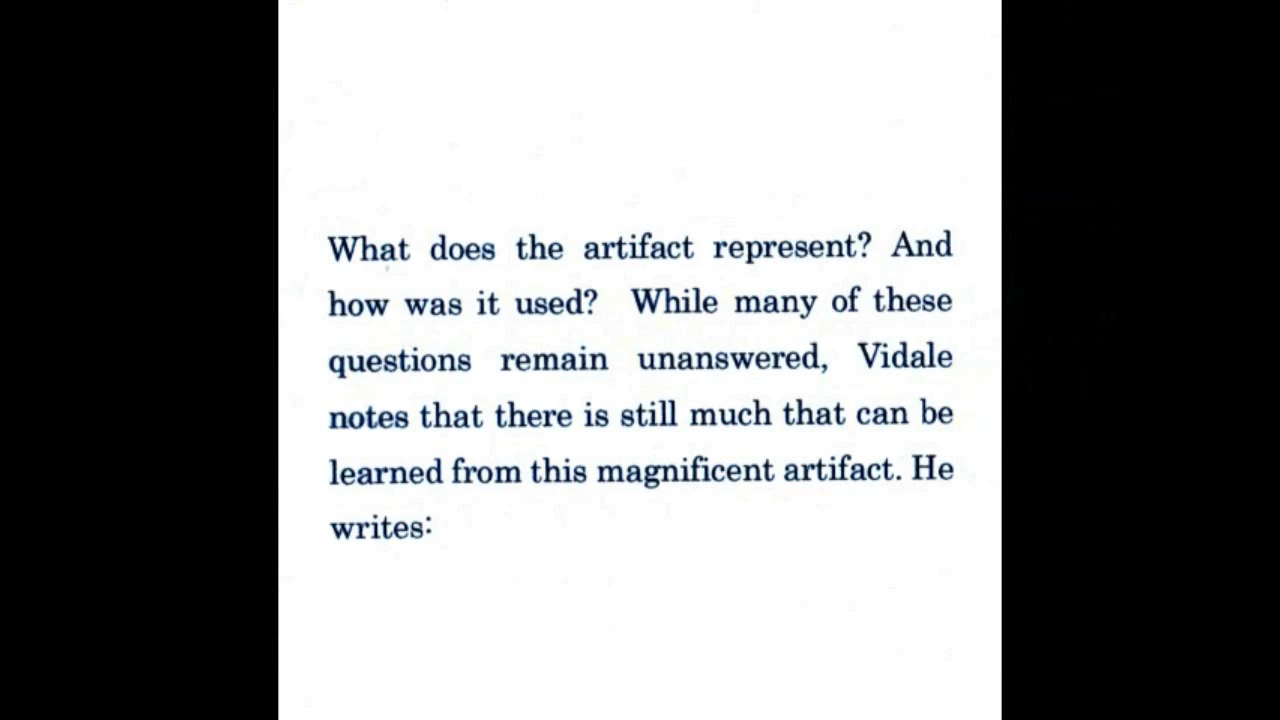 What does the artifact represent? And
how was it used? While many of these
questions remain unanswered, Vidale
notes that there is still much that can be
learned from this magnificent artifact. He
writes: